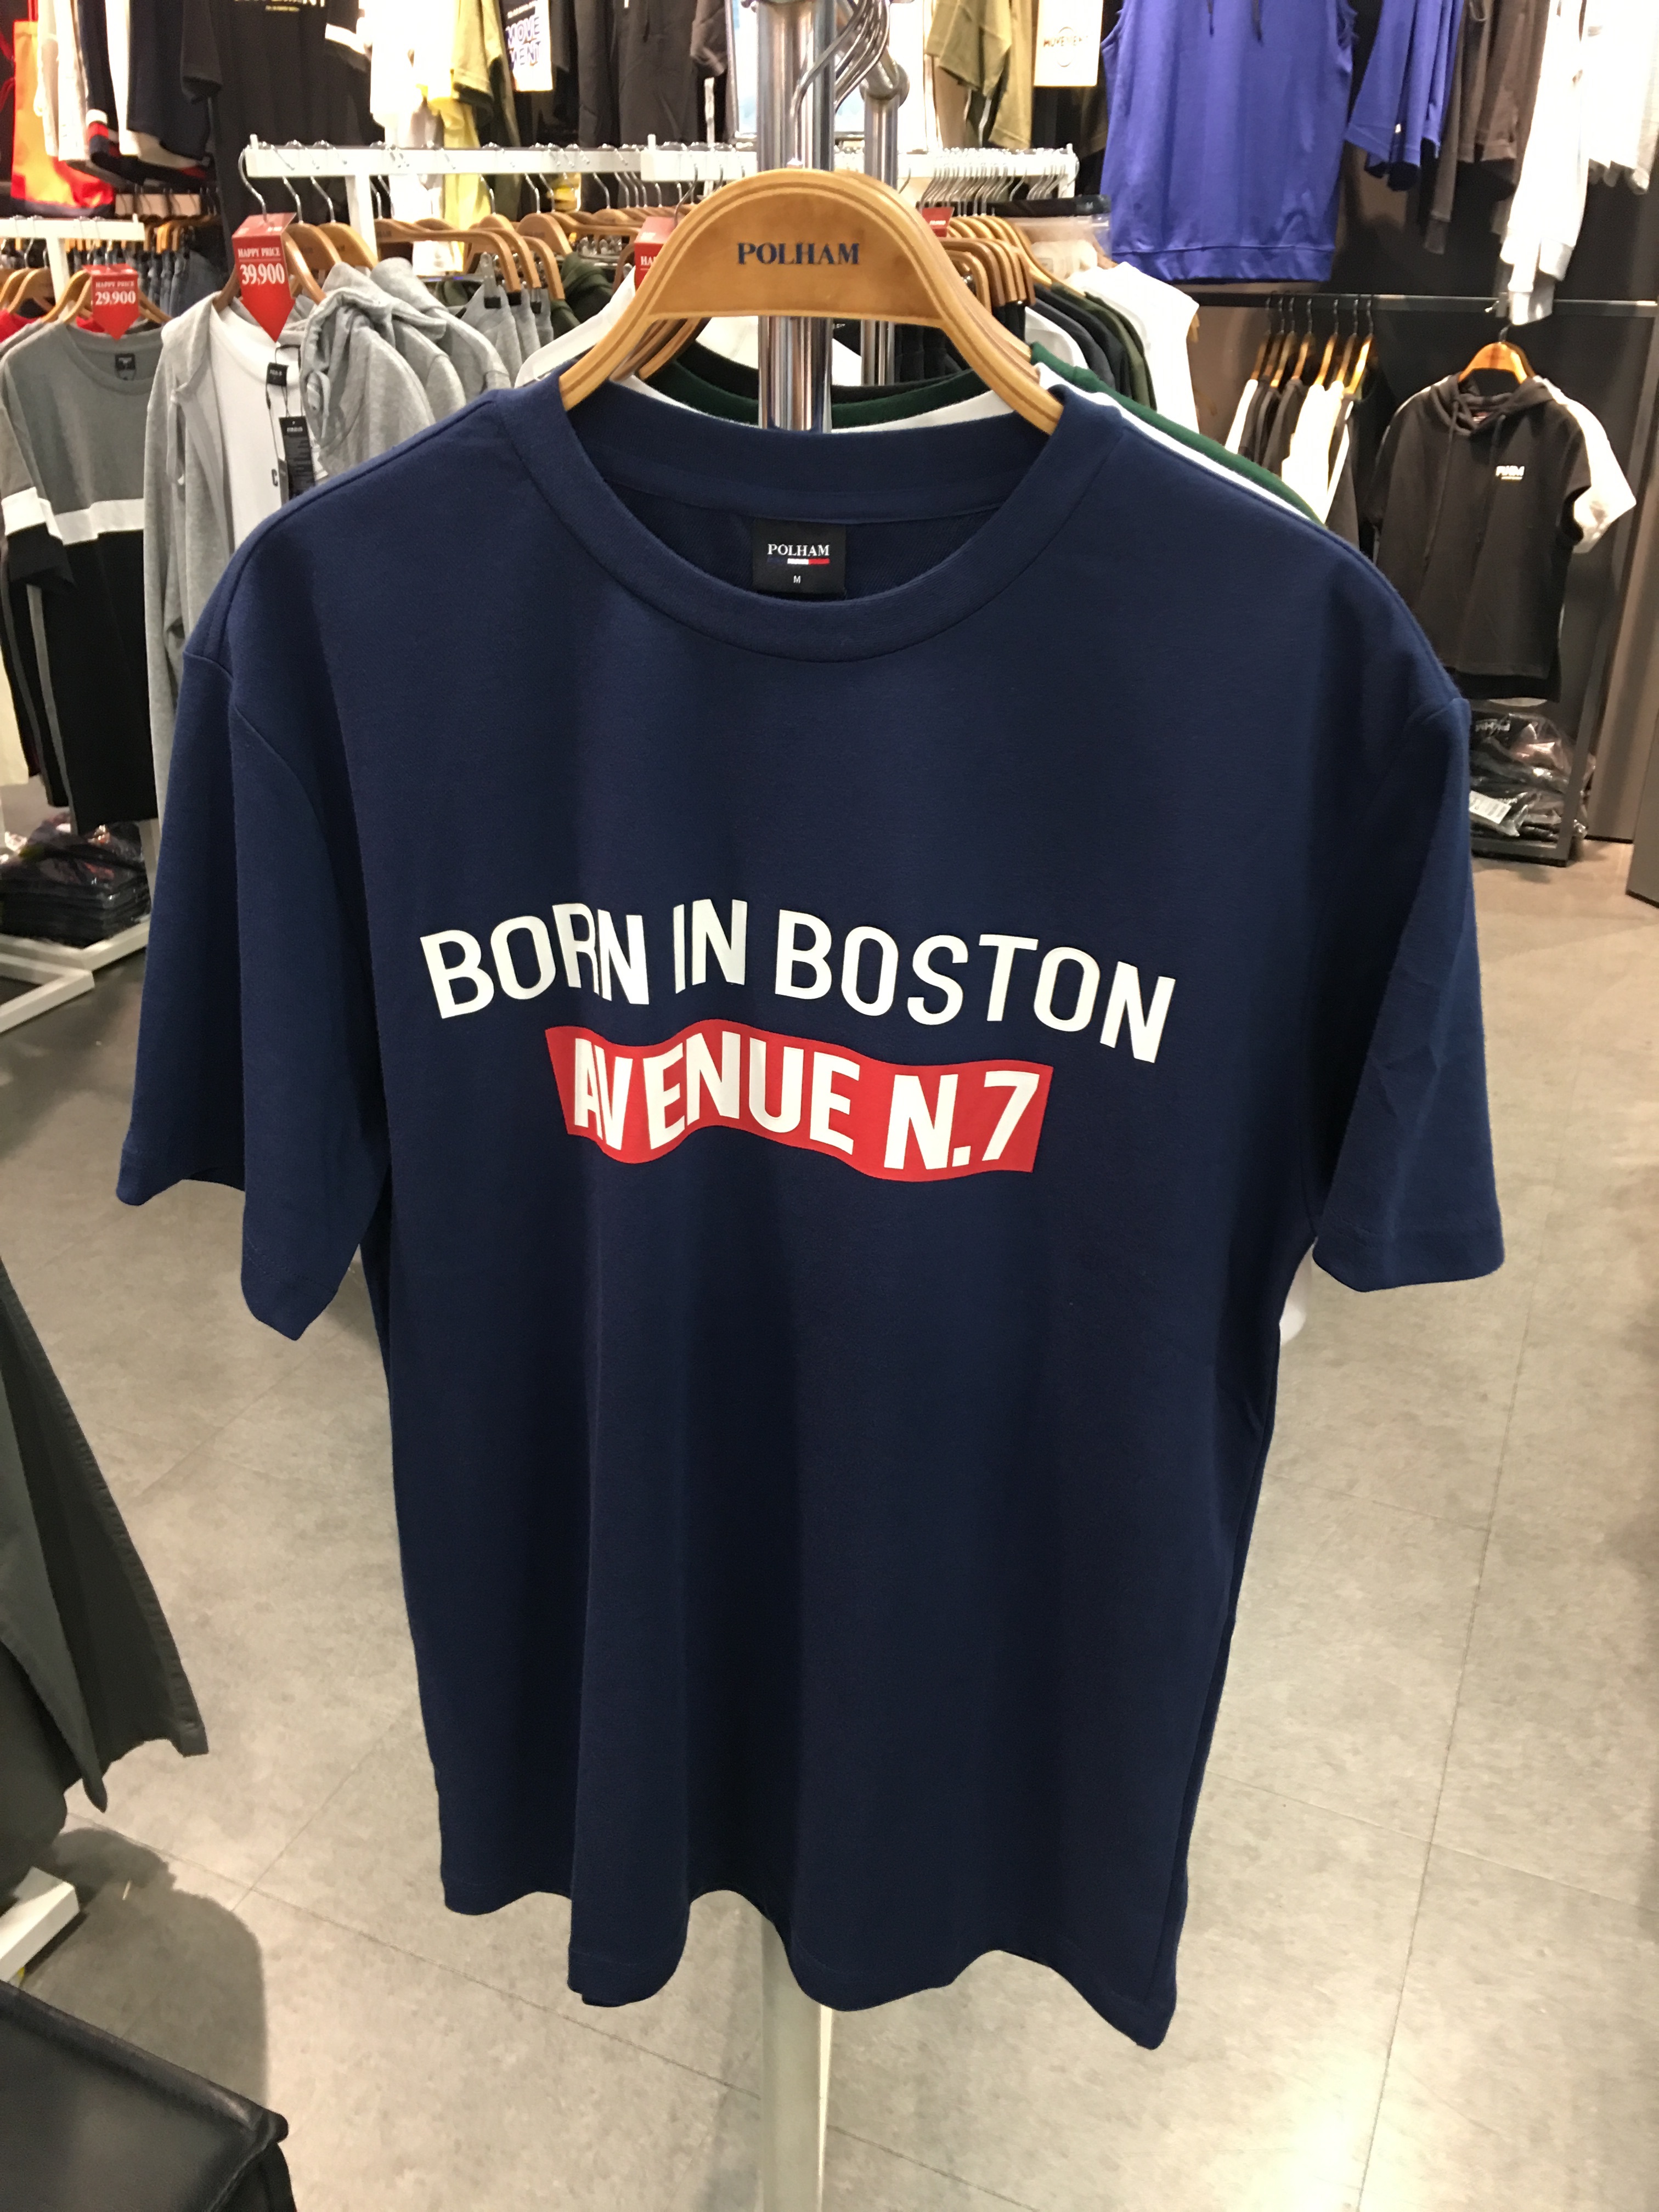 HAPPY PRICE
39,900
HAPPY PRICE
29,900
POLHAM
POLHAM
M
BORN IN BOSTON
AVENUE N.7